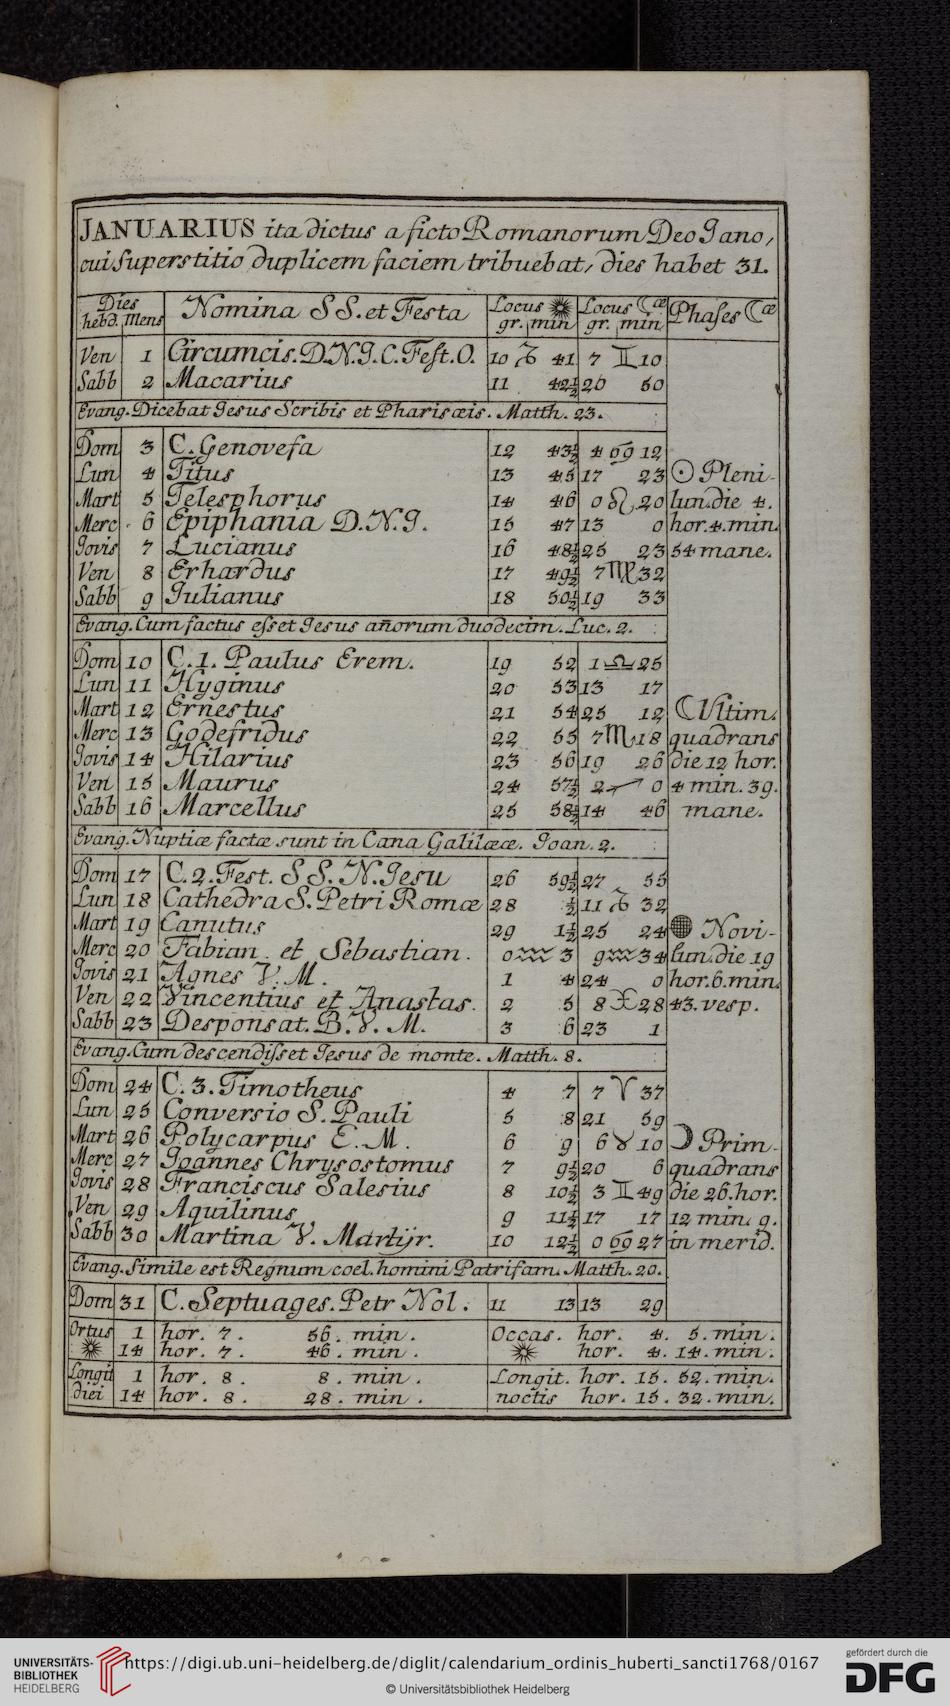 JANUARIUS ita dictus a ficto Romanorum Deo Jano,
cui superstitio duplicem faciem tribuebat, dies habet 31.
Dies hebd. Mens Nomina SS. et Festa Locus ☀ gr. min Locus ☾æ gr. min Phases ☾æ
Ven 1 Circumcis. D.N.J.C. Fest. O. 10 ♑ 41 7 ♊ 10
Sabb 2 Macarius 11 42½ 20 50
Evang. Dicebat Jesus Scribis et Pharisæis. Matth. 23.
Dom 3 C. Genovefa 12 43½ 4 ♋ 12
Lun 4 Titus 13 45 17 23 ☉ Pleni-
Mart 5 Telesphorus 14 46 0 ♌ 20 lun. die 4.
Merc 6 Epiphania D.N.J. 15 47 13 0 hor. 4. min.
Jovis 7 Lucianus 16 48½ 25 23 54 mane.
Ven 8 Erhardus 17 49½ 7 ♍ 32
Sabb 9 Julianus 18 50½ 19 33
Evang. Cum factus esset Jesus añorum duodecim. Luc. 2.
Dom 10 C. 1. Paulus Erem. 19 52 1 ♎ 25
Lun 11 Hyginus 20 53 13 17
Mart 12 Ernestus 21 54 25 12 ☾ Ultim.
Merc 13 Godefridus 22 55 7 ♏ 18 quadrans
Jovis 14 Hilarius 23 56 19 26 die 12 hor.
Ven 15 Maurus 24 57½ 2 ♐ 0 4 min. 39.
Sabb 16 Marcellus 25 58½ 14 46 mane.
Evang. Nuptiæ factæ sunt in Cana Galilææ. Joan. 2.
Dom 17 C. 2. Fest. SS. N. Jesu 26 59½ 27 55
Lun 18 Cathedra S. Petri Romæ 28 ½ 11 ♑ 32
Mart 19 Canutus 29 1½ 25 24 ● Novi-
Merc 20 Fabian. et Sebastian. 0 ♒ 3 9 ♒ 34 lun. die 19
Jovis 21 Agnes V. M. 1 4 24 0 hor. 6. min.
Ven 22 Vincentius et Anastas. 2 5 8 ♓ 28 43. vesp.
Sabb 23 Desponsat. B. V. M. 3 6 23 1
Evang. Cum descendisset Jesus de monte. Matth. 8.
Dom 24 C. 3. Timotheus 4 7 7 ♈ 37
Lun 25 Conversio S. Pauli 5 8 21 59
Mart 26 Polycarpus E. M. 6 9 6 ♉ 10 ☽ Prim.
Merc 27 Joannes Chrysostomus 7 9½ 20 6 quadrans
Jovis 28 Franciscus Salesius 8 10½ 3 ♊ 49 die 26. hor.
Ven 29 Aquilinus 9 11½ 17 17 12 min. 9.
Sabb 30 Martina V. Martijr. 10 12½ 0 ♋ 27 in merid.
Evang. Simile est Regnum coel. homini Patrifam. Matth. 20.
Dom 31 C. Septuages. Petr Nol. 11 13 13 29
Ortus 1 hor. 7. 56. min. Occas. hor. 4. 5. min.
☀ 14 hor. 7. 46. min. ☀ hor. 4. 14. min.
Longit 1 hor. 8. 8. min. Longit. hor. 15. 52. min.
diei 14 hor. 8. 28. min. noctis hor. 15. 32. min.
UNIVERSITÄTS-
BIBLIOTHEK
HEIDELBERG
https://digi.ub.uni-heidelberg.de/diglit/calendarium_ordinis_huberti_sancti1768/0167
© Universitätsbibliothek Heidelberg
gefördert durch die
DFG